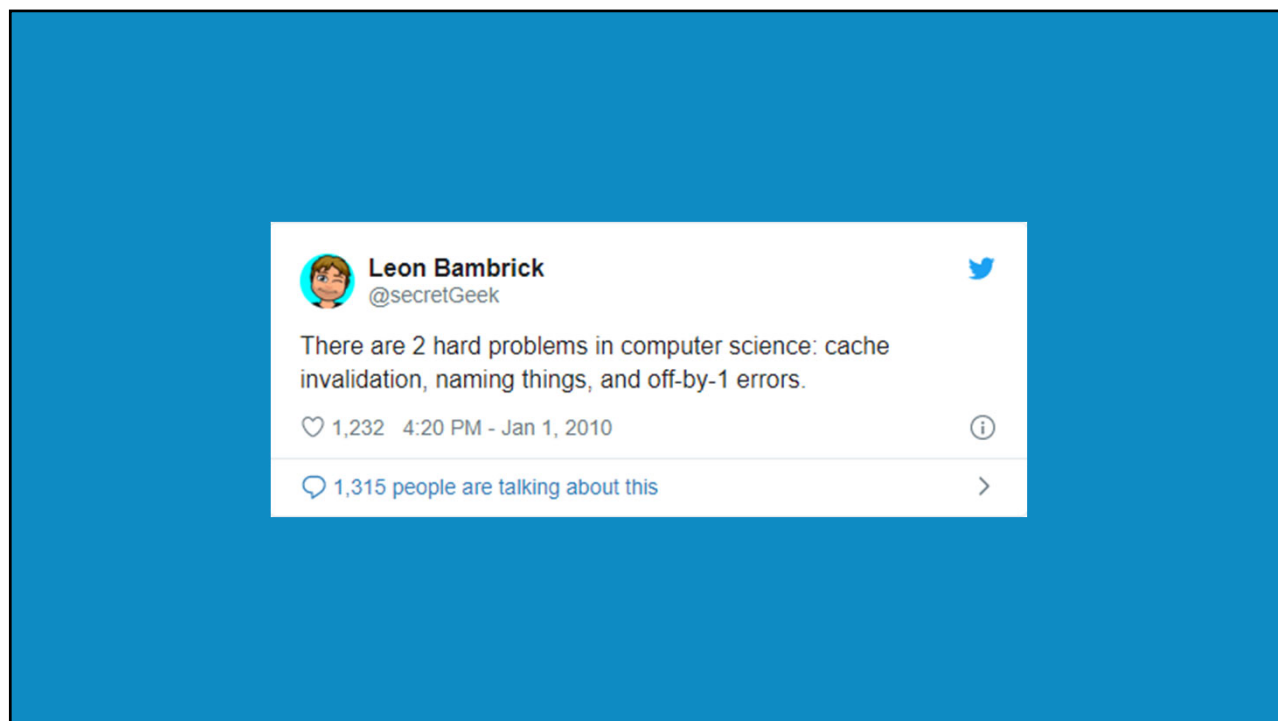 Leon Bambrick
@secretGeek
There are 2 hard problems in computer science: cache
invalidation, naming things, and off-by-1 errors.
1,232 4:20 PM - Jan 1, 2010
1,315 people are talking about this